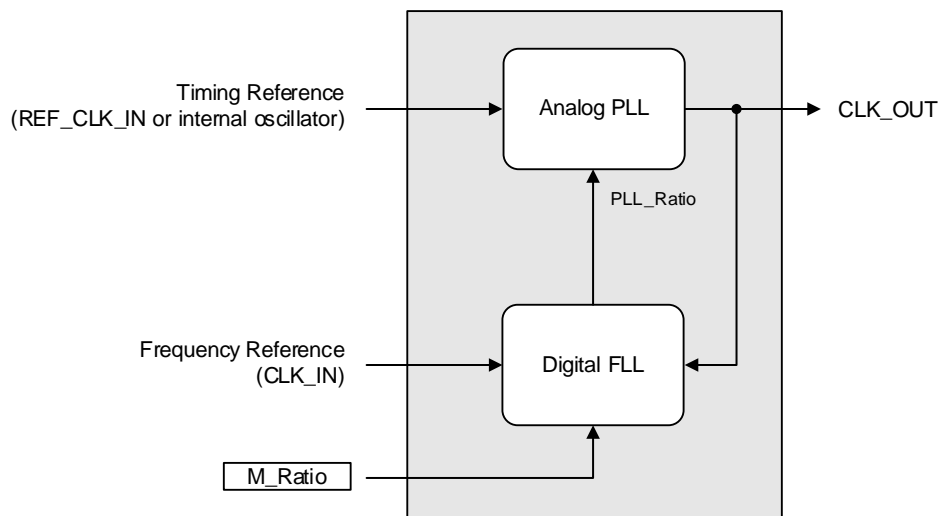 Timing Reference
(REF_CLK_IN or internal oscillator)
Analog PLL
CLK_OUT
PLL_Ratio
Frequency Reference
(CLK_IN)
Digital FLL
M_Ratio